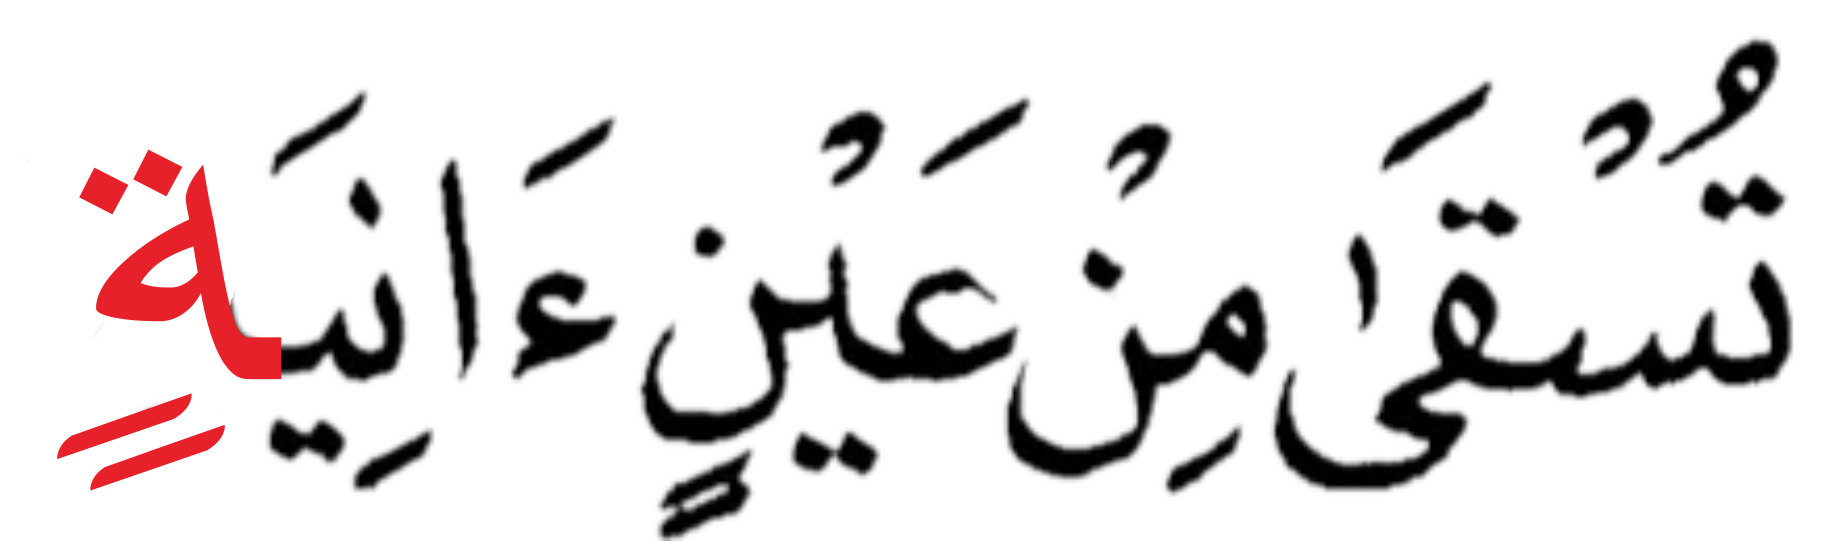 تُسْقَىٰ مِنْ عَيْنٍ ءَانِيَةٍ